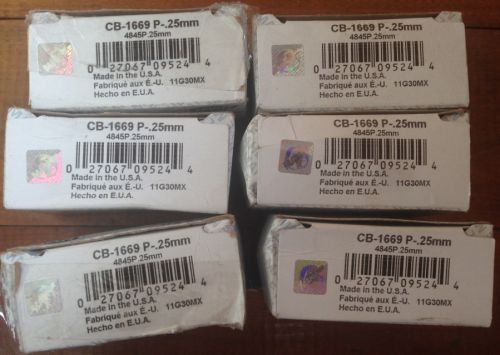 CB-1669 P-.25mm
4845P.25mm
0 27067 09524 4
Made in the U.S.A.
Fabriqué aux É.-U. 11G30MX
Hecho en E.U.A.
CB-1669 P-.25mm
4845P.25mm
0 27067 09524 4
Made in the U.S.A.
Fabriqué aux É.-U. 11G30MX
Hecho en E.U.A.
CB-1669 P-.25mm
4845P.25mm
0 27067 09524 4
Made in the U.S.A.
Fabriqué aux É.-U. 11G30MX
Hecho en E.U.A.
CB-1669 P-.25mm
4845P.25mm
0 27067 09524 4
Made in the U.S.A.
Fabriqué aux É.-U. 11G30MX
Hecho en E.U.A.
CB-1669 P-.25mm
4845P.25mm
0 27067 09524 4
Made in the U.S.A.
Fabriqué aux É.-U. 11G30MX
Hecho en E.U.A.
CB-1669 P-.25mm
4845P.25mm
0 27067 09524 4
Made in the U.S.A.
Fabriqué aux É.-U. 11G30MX
Hecho en E.U.A.